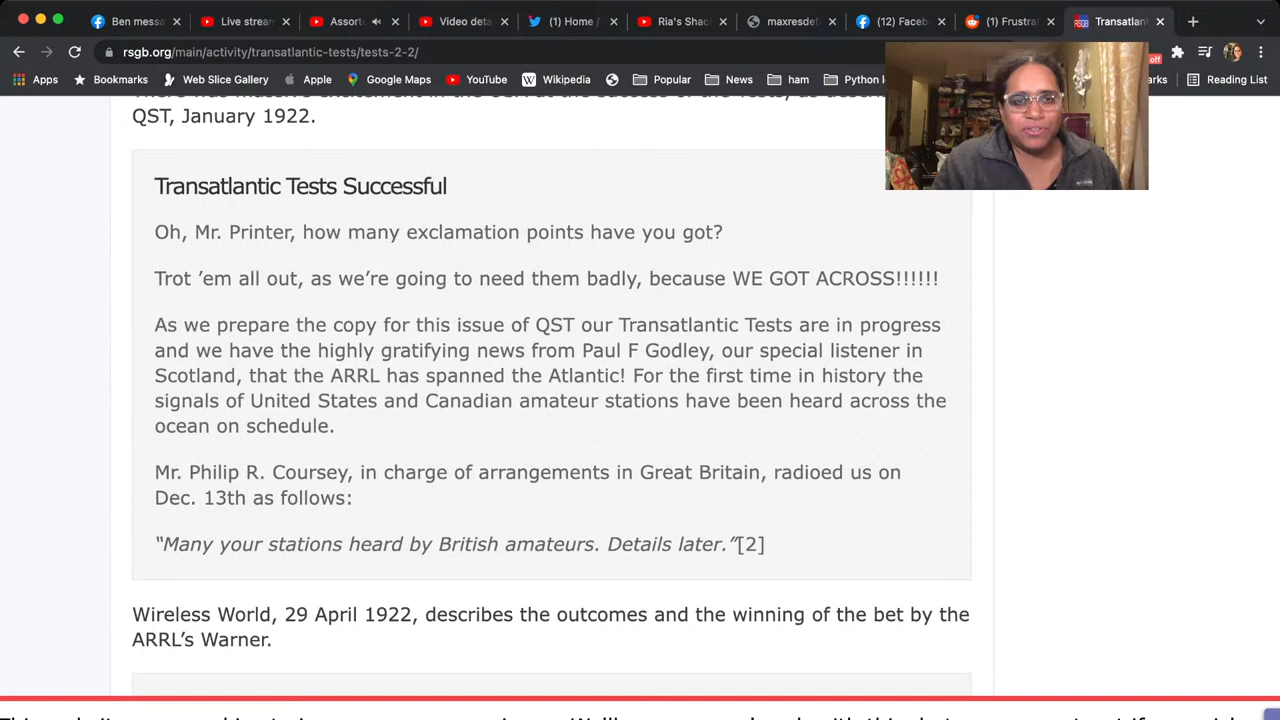 Ben messa
Live stream
Assort
Video deta
(1) Home /
Ria's Shac
maxresdef
(12) Faceb
(1) Frustra
Transatlant
rsgb.org/main/activity/transatlantic-tests/tests-2-2/
off
Apps
Bookmarks
Web Slice Gallery
Apple
Google Maps
YouTube
Wikipedia
Popular
News
ham
Python
Reading List
QST, January 1922.
Transatlantic Tests Successful
Oh, Mr. Printer, how many exclamation points have you got?
Trot ’em all out, as we’re going to need them badly, because WE GOT ACROSS!!!!!!
As we prepare the copy for this issue of QST our Transatlantic Tests are in progress
and we have the highly gratifying news from Paul F Godley, our special listener in
Scotland, that the ARRL has spanned the Atlantic! For the first time in history the
signals of United States and Canadian amateur stations have been heard across the
ocean on schedule.
Mr. Philip R. Coursey, in charge of arrangements in Great Britain, radioed us on
Dec. 13th as follows:
“Many your stations heard by British amateurs. Details later.”[2]
Wireless World, 29 April 1922, describes the outcomes and the winning of the bet by the
ARRL’s Warner.